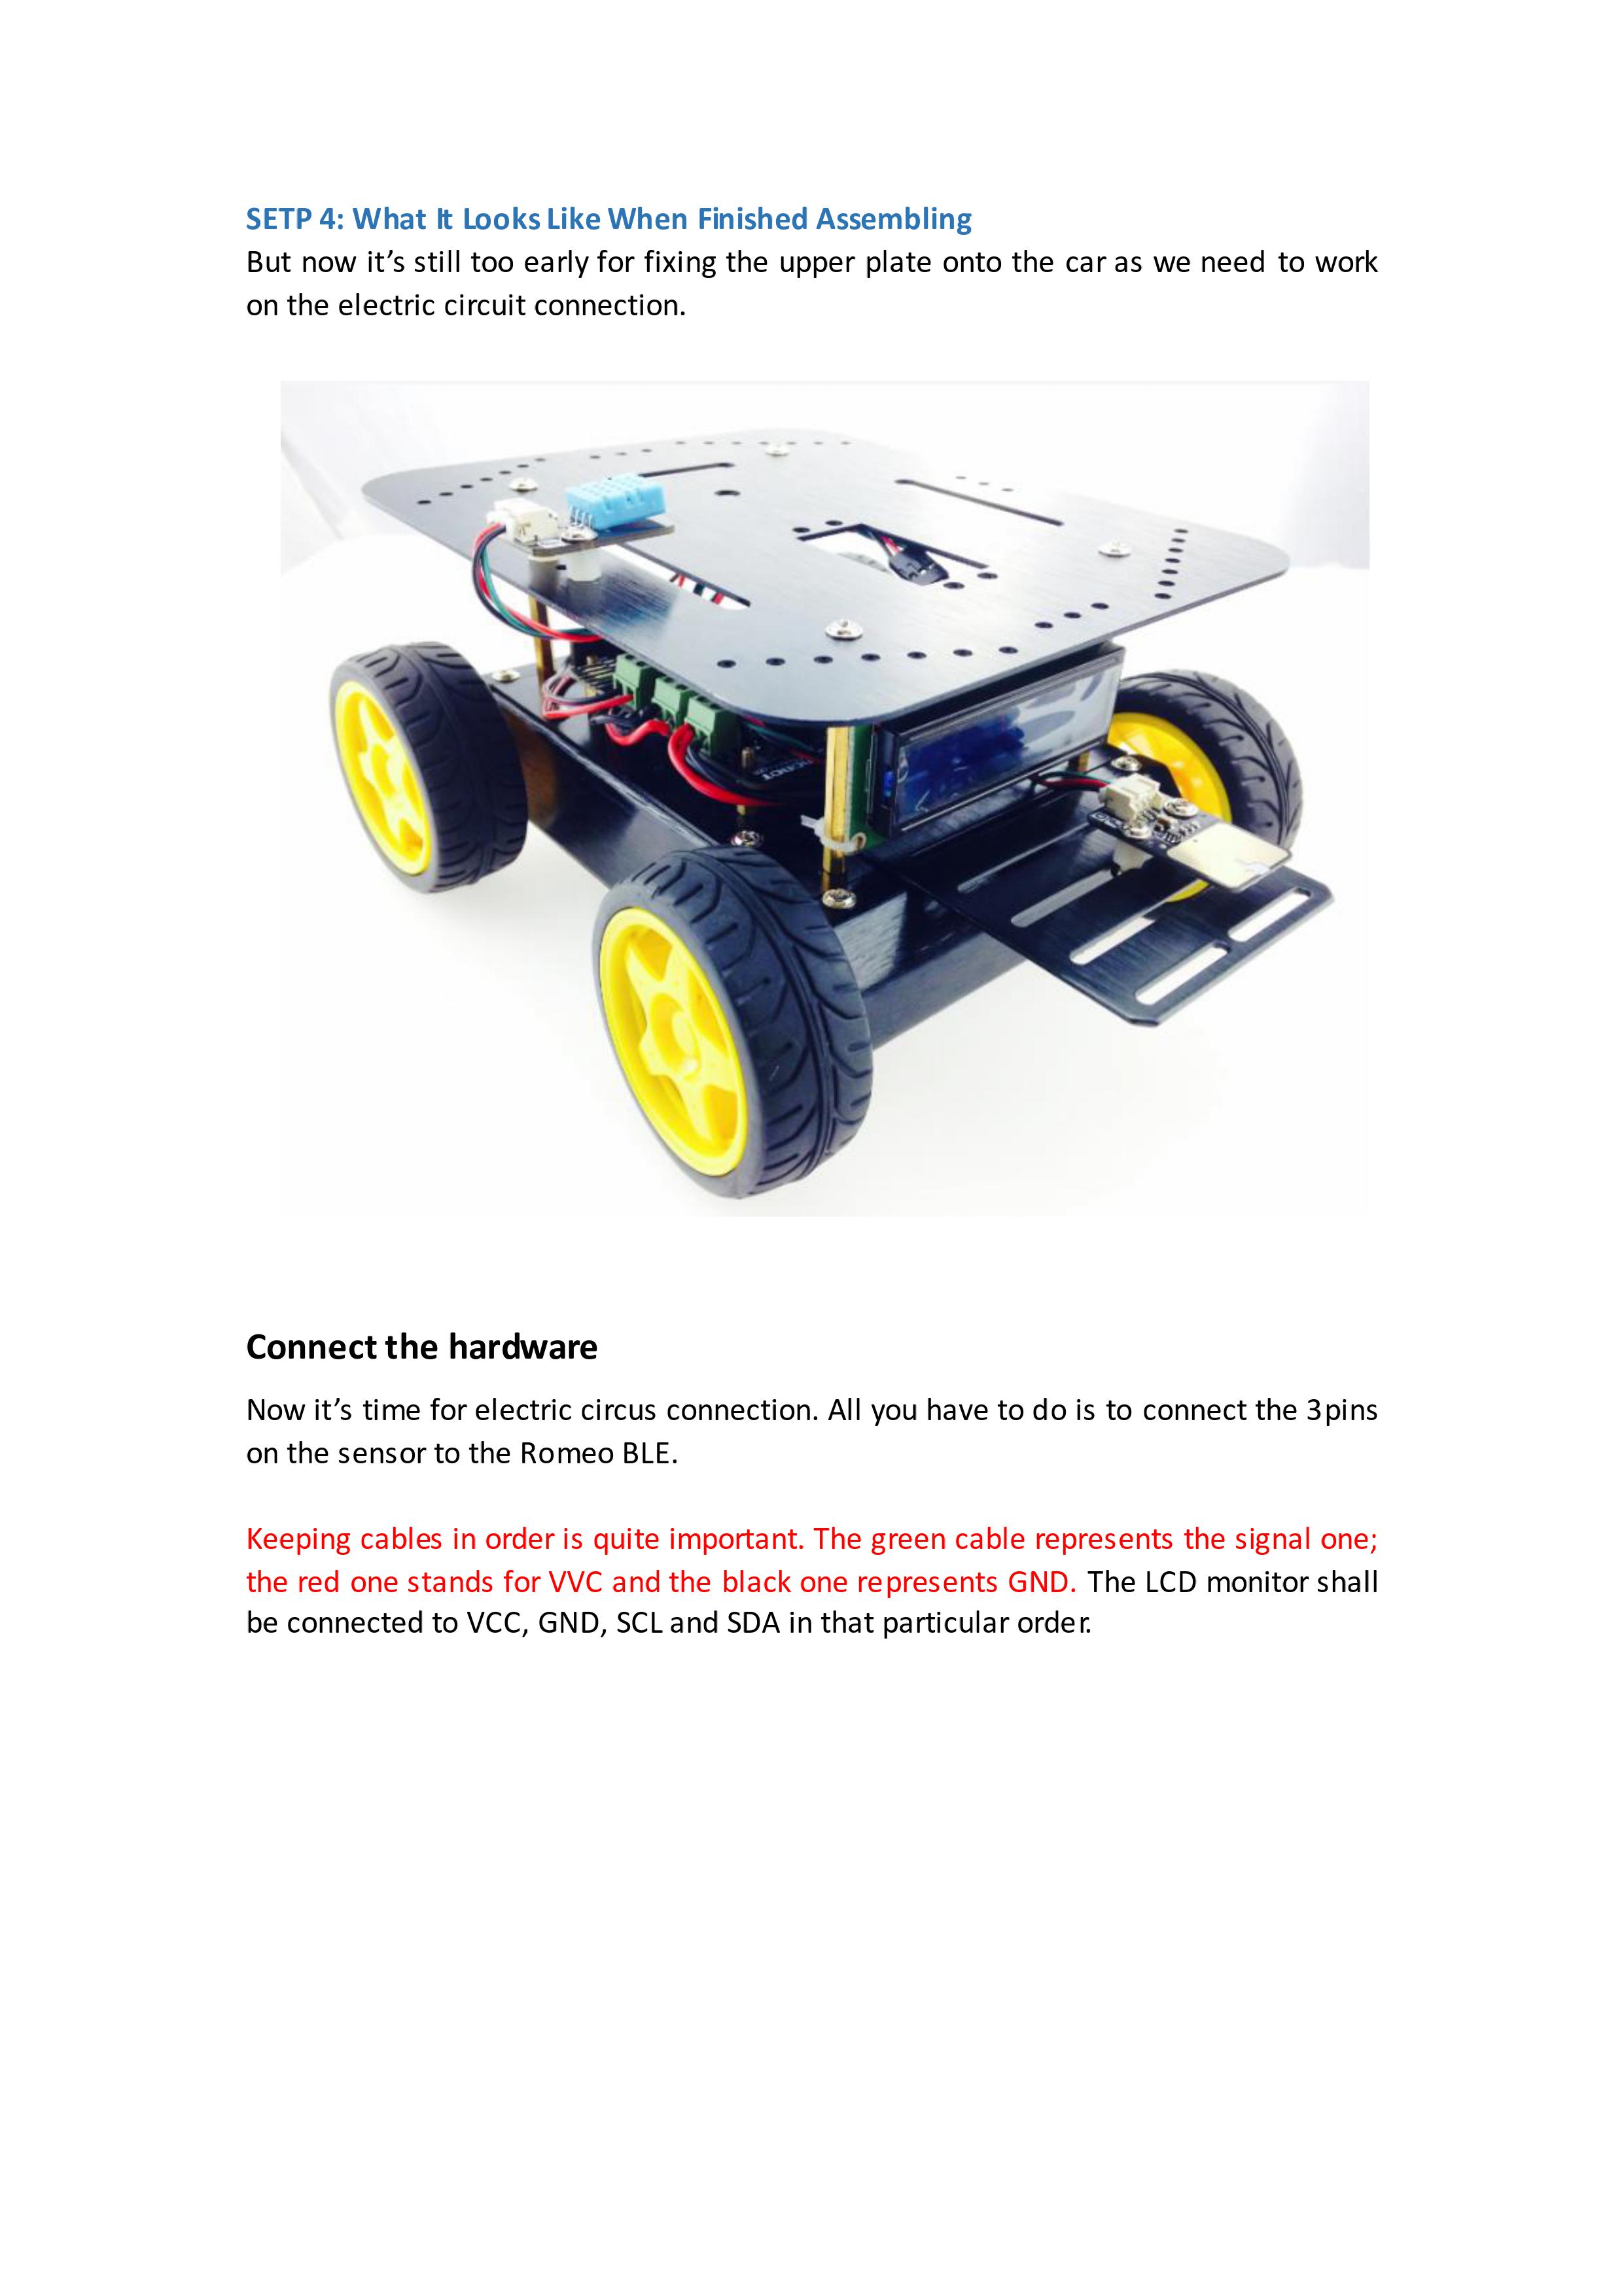 SETP 4: What It Looks Like When Finished Assembling
But now it’s still too early for fixing the upper plate onto the car as we need to work
on the electric circuit connection.
Connect the hardware
Now it’s time for electric circus connection. All you have to do is to connect the 3pins
on the sensor to the Romeo BLE.
Keeping cables in order is quite important. The green cable represents the signal one;
the red one stands for VVC and the black one represents GND. The LCD monitor shall
be connected to VCC, GND, SCL and SDA in that particular order.